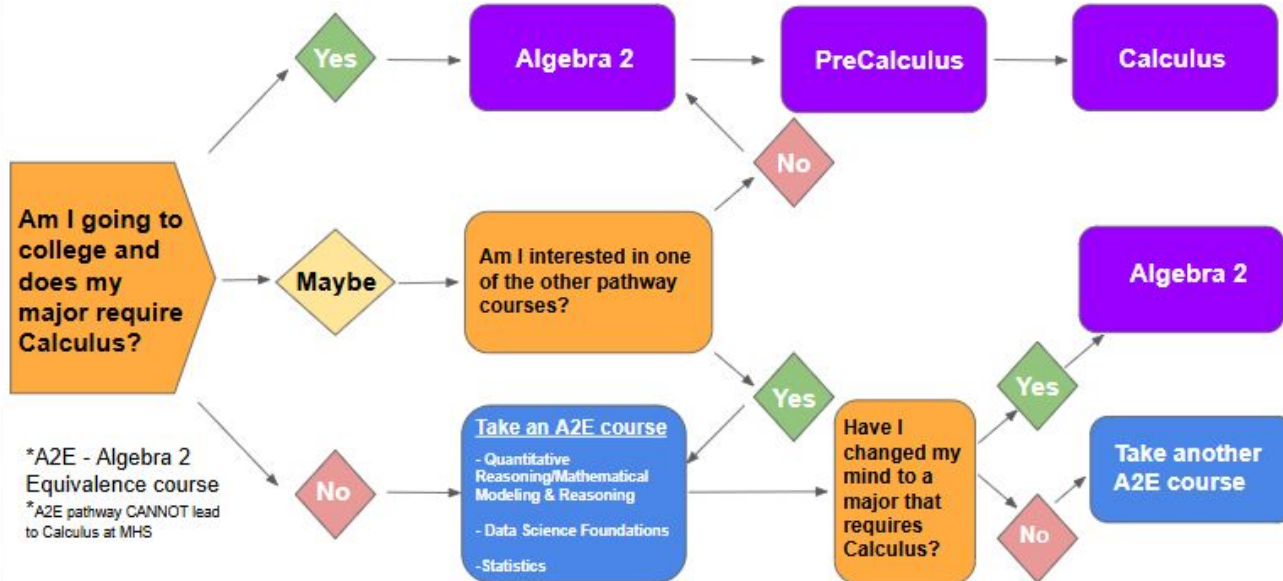 Yes
Algebra 2
PreCalculus
Calculus
No
Am I going to
college and
does my
major require
Calculus?
Maybe
Am I interested in one
of the other pathway
courses?
Algebra 2
Yes
Yes
Take an A2E course
- Quantitative
Reasoning/Mathematical
Modeling & Reasoning
- Data Science Foundations
-Statistics
Have I
changed my
mind to a
major that
requires
Calculus?
Take another
A2E course
No
No
*A2E - Algebra 2
Equivalence course
*A2E pathway CANNOT lead
to Calculus at MHS